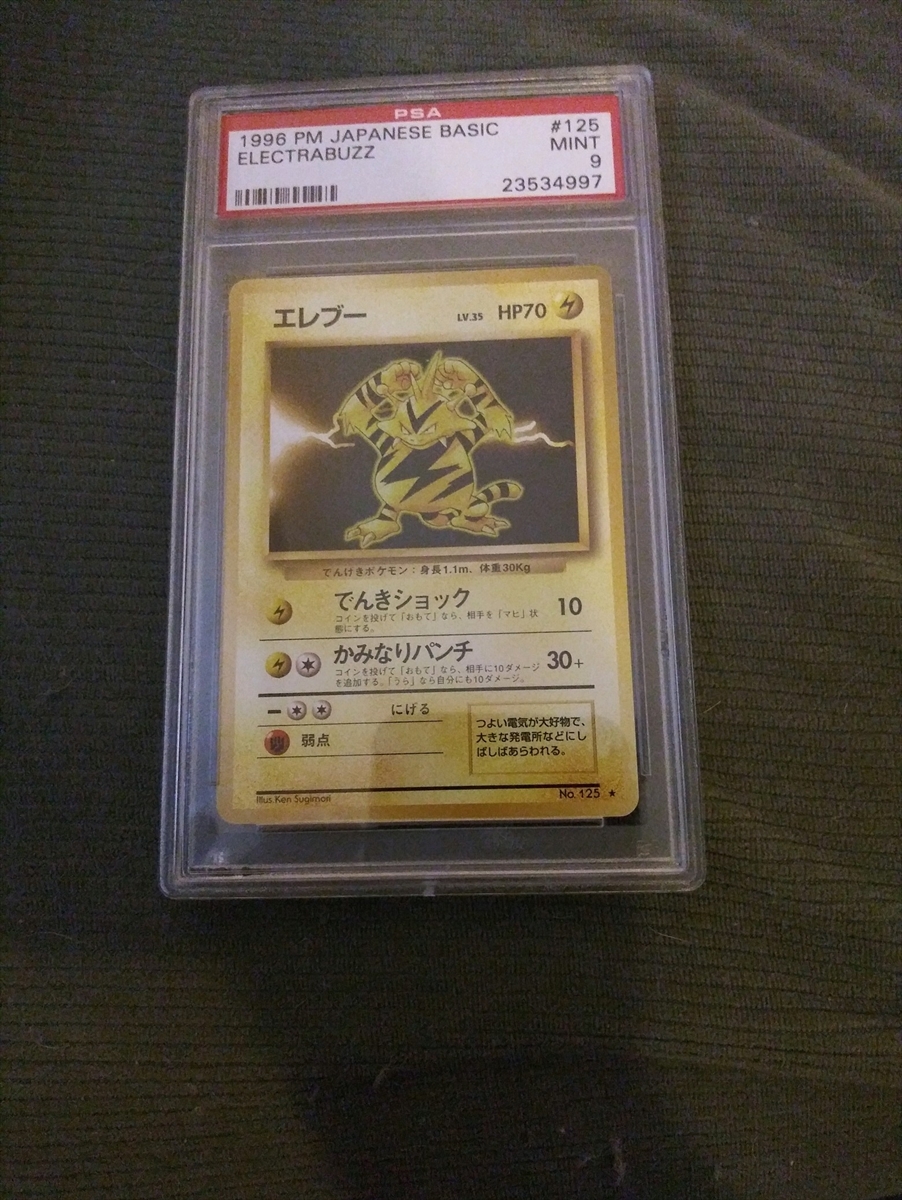 PSA
1996 PM JAPANESE BASIC #125
ELECTRABUZZ MINT
9
23534997
エレブー LV.35 HP70
でんげきポケモン：身長1.1m、体重30Kg
でんきショック 10
コインを投げて「おもて」なら、相手を「マヒ」状
態にする。
かみなりパンチ 30+
コインを投げて「おもて」なら、相手に10ダメージ
を追加する。「うら」なら自分にも10ダメージ。
にげる
弱点
つよい電気が大好物で、
大きな発電所などにし
ばしばあらわれる。
Illus. Ken Sugimori
No. 125